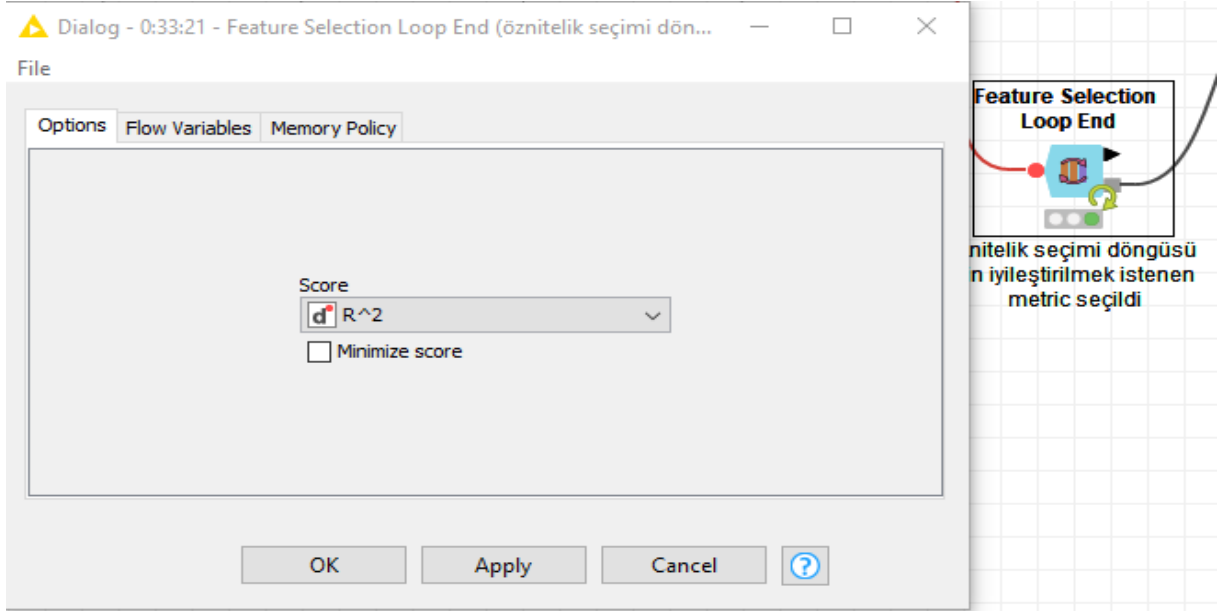 Dialog - 0:33:21 - Feature Selection Loop End (öznitelik seçimi dön...
File
Options
Flow Variables
Memory Policy
Score
d R^2
Minimize score
OK
Apply
Cancel
?
Feature Selection
Loop End
nitelik seçimi döngüsü
n iyileştirilmek istenen
metric seçildi